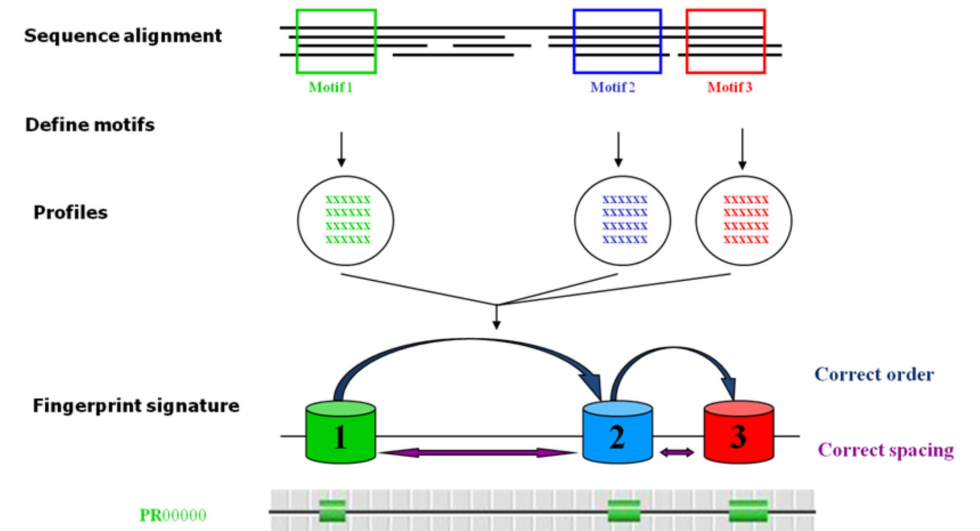 Sequence alignment
Motif 1
Motif 2
Motif 3
Define motifs
Profiles
xxxxxx xxxxxx xxxxxx
xxxxxx xxxxxx xxxxxx
xxxxxx xxxxxx xxxxxx
xxxxxx xxxxxx xxxxxx
Correct order
Fingerprint signature
1
2
3
Correct spacing
PR00000